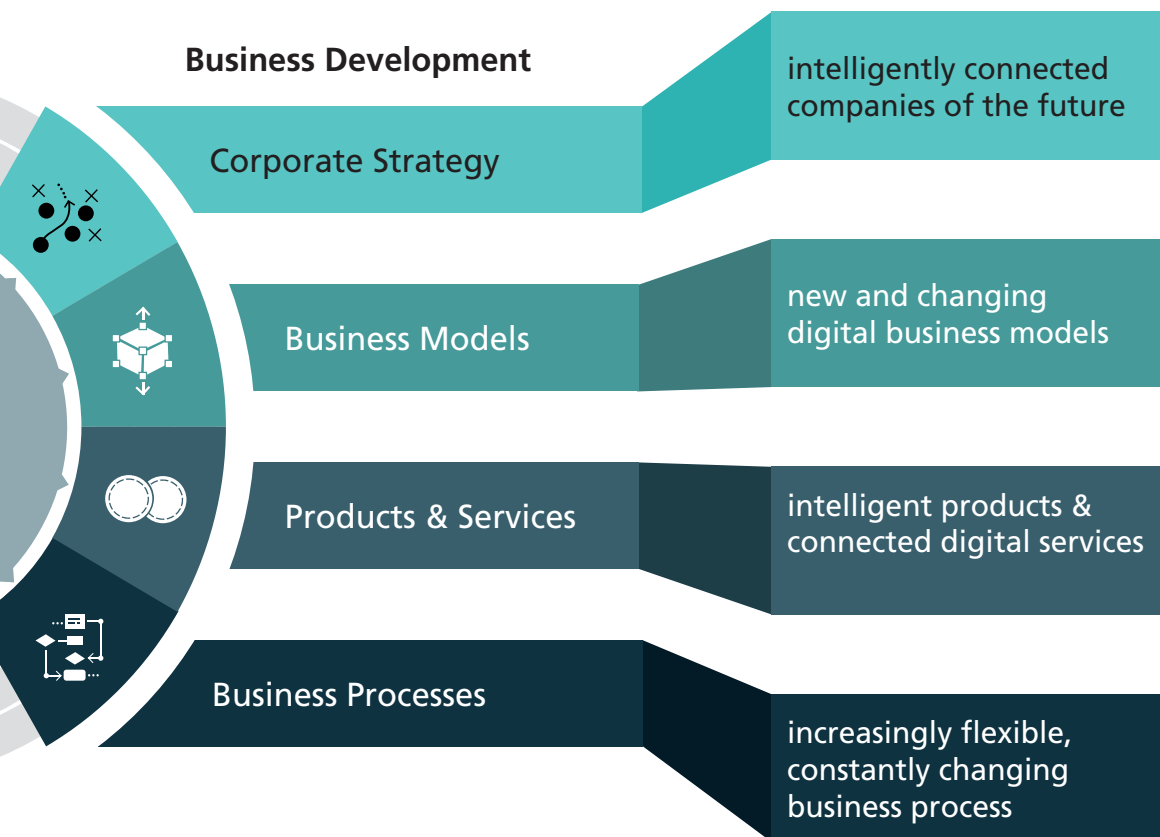 Business Development
Corporate Strategy
intelligently connected
companies of the future
Business Models
new and changing
digital business models
Products & Services
intelligent products &
connected digital services
Business Processes
increasingly flexible,
constantly changing
business process